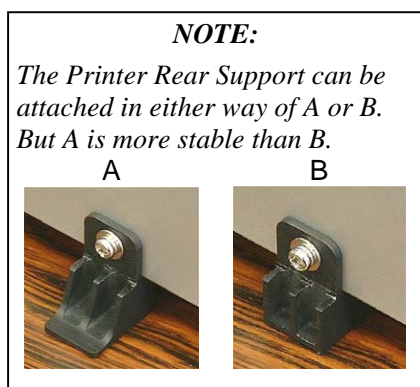 NOTE:
The Printer Rear Support can be
attached in either way of A or B.
But A is more stable than B.
A B